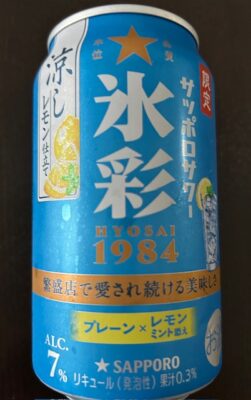 限定
サッポロサワー
氷彩
HYOSAI
1984
涼し
レモン仕立て
繁盛店で愛され続ける美味しさ
プレーン×レモン
ミント添え
ALC.
7%
★SAPPORO
リキュール(発泡性)果汁0.3%